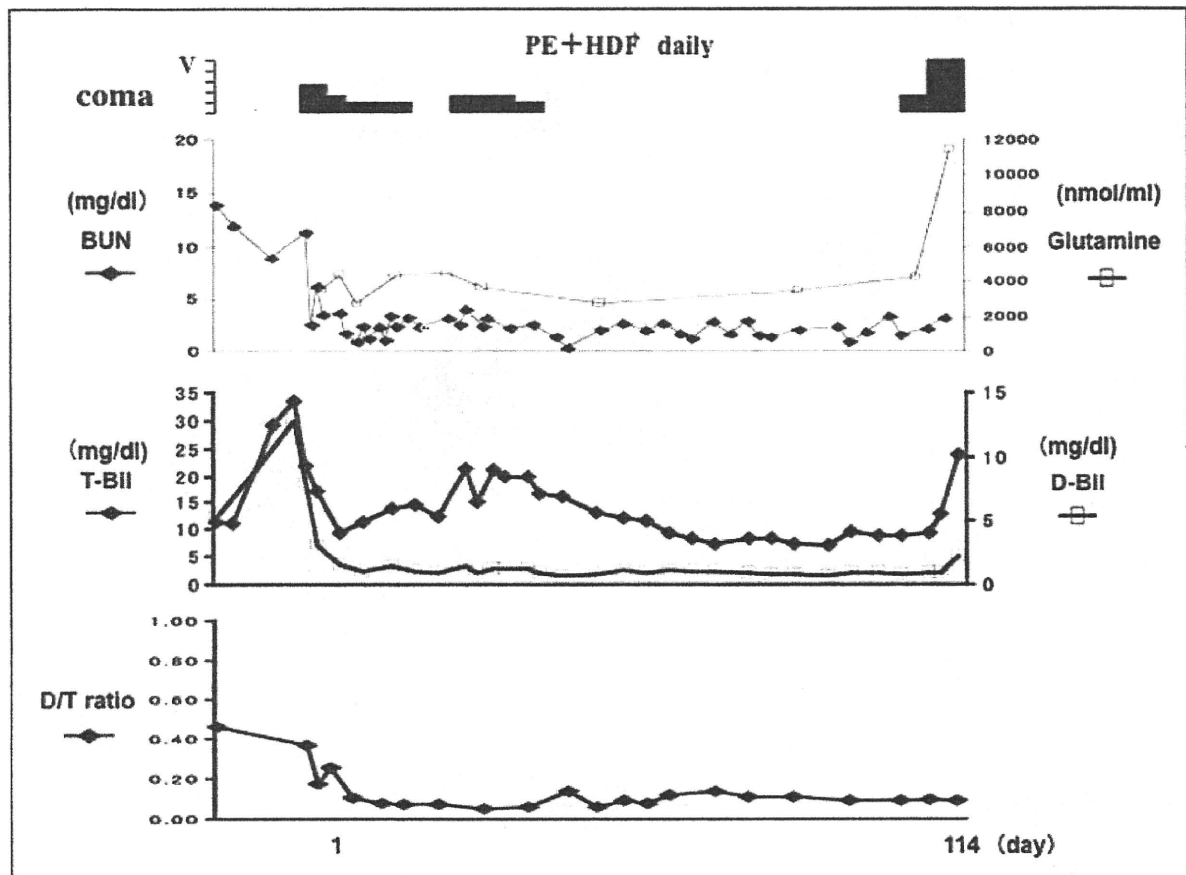 PE+HDF daily
V
coma
20
15
10
5
0
(mg/dl)
BUN
12000
10000
8000
6000
4000
2000
0
(nmol/ml)
Glutamine
35
30
25
20
15
10
5
0
(mg/dl)
T-Bil
15
10
5
0
(mg/dl)
D-Bil
1.00
0.80
0.60
0.40
0.20
0.00
D/T ratio
1
114 (day)